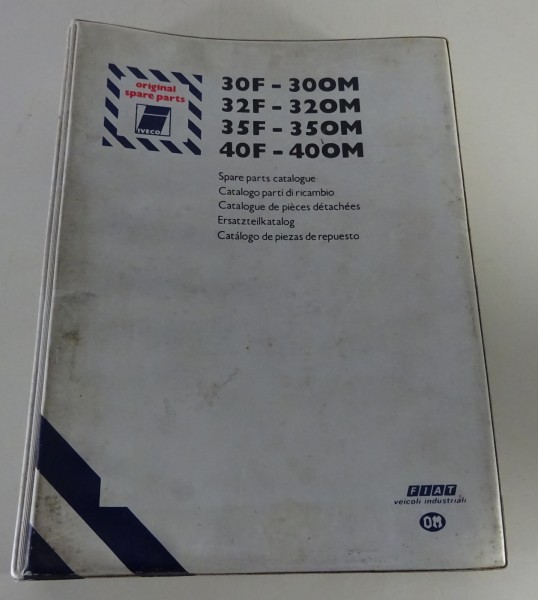 original
spare parts
IVECO
30F - 30OM
32F - 32OM
35F - 35OM
40F - 40OM
Spare parts catalogue
Catalogo parti di ricambio
Catalogue de pièces détachées
Ersatzteilkatalog
Catálogo de piezas de repuesto
FIAT
veicoli industriali
OM